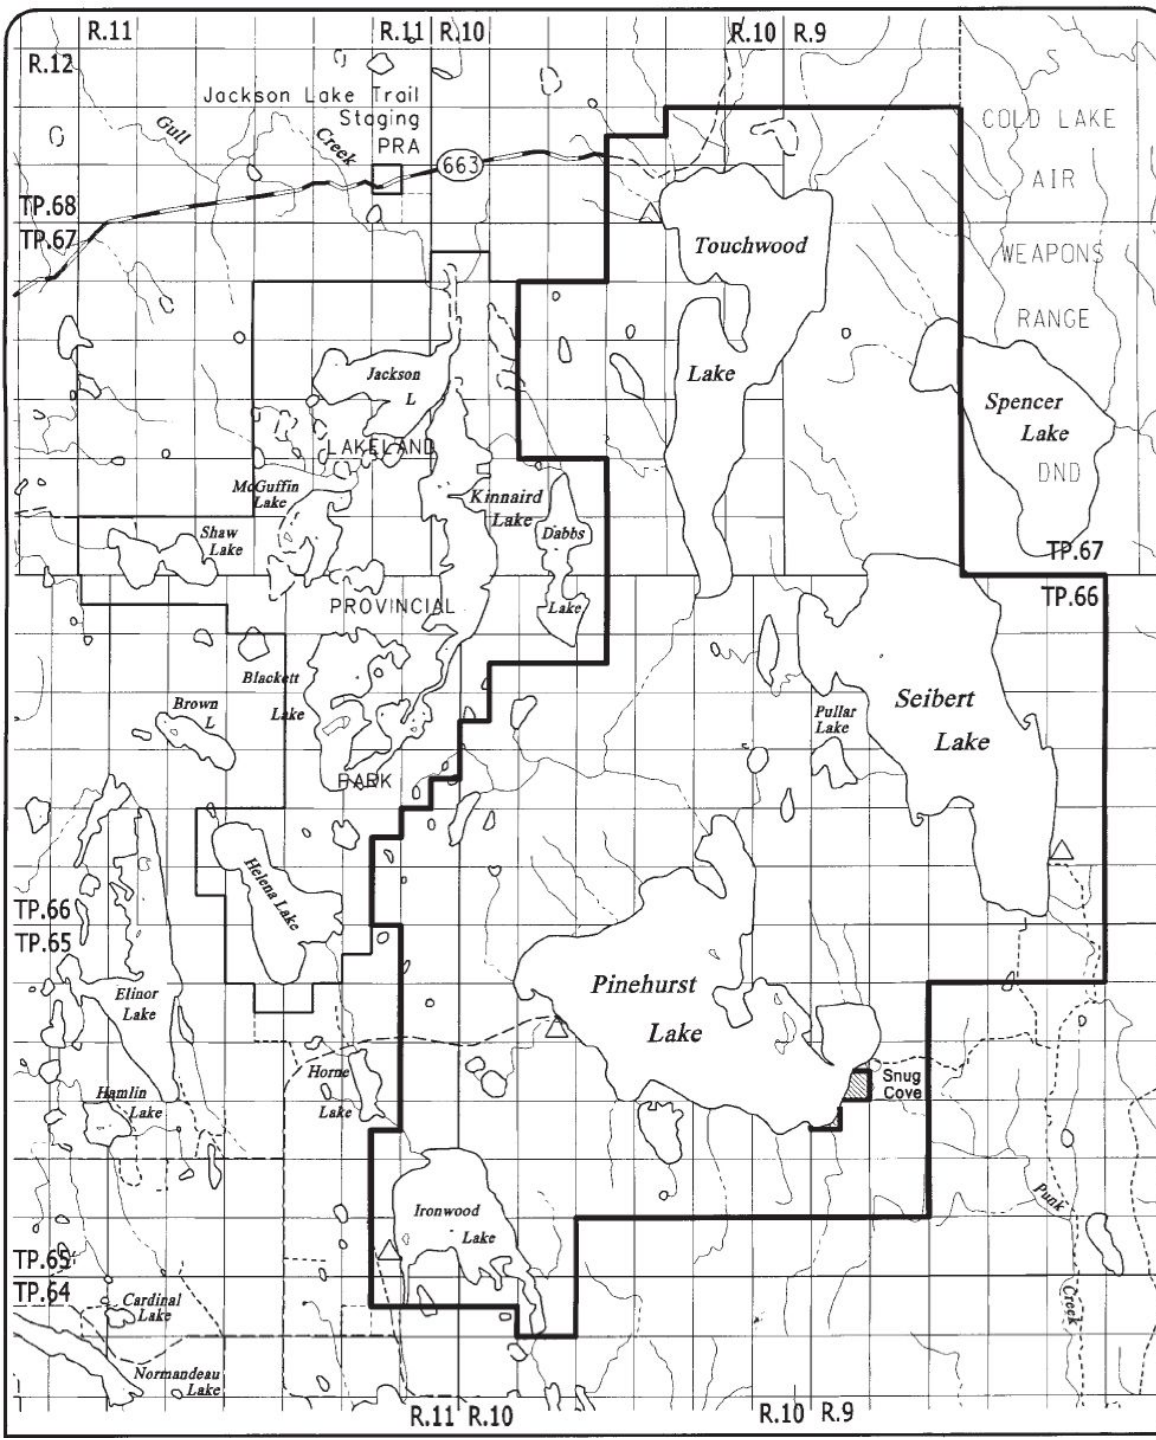 R.11
R.11
R.10
R.10
R.9
R.12
Jackson Lake Trail
Staging
PRA
Gull
Creek
663
COLD LAKE
AIR
WEAPONS
RANGE
TP.68
TP.67
Touchwood
Lake
Jackson
L
Spencer
Lake
DND
LAKELAND
McGuffin
Lake
Kinnaird
Lake
Dabbs
Lake
Shaw
Lake
TP.67
TP.66
PROVINCIAL
Blackett
Lake
Brown
L
Pullar
Lake
Seibert
Lake
PARK
Helena Lake
TP.66
TP.65
Elinor
Lake
Pinehurst
Lake
Horne
Lake
Snug
Cove
Hamlin
Lake
Ironwood
Lake
Punk
Creek
TP.65
TP.64
Cardinal
Lake
Normandeau
Lake
R.11
R.10
R.10
R.9